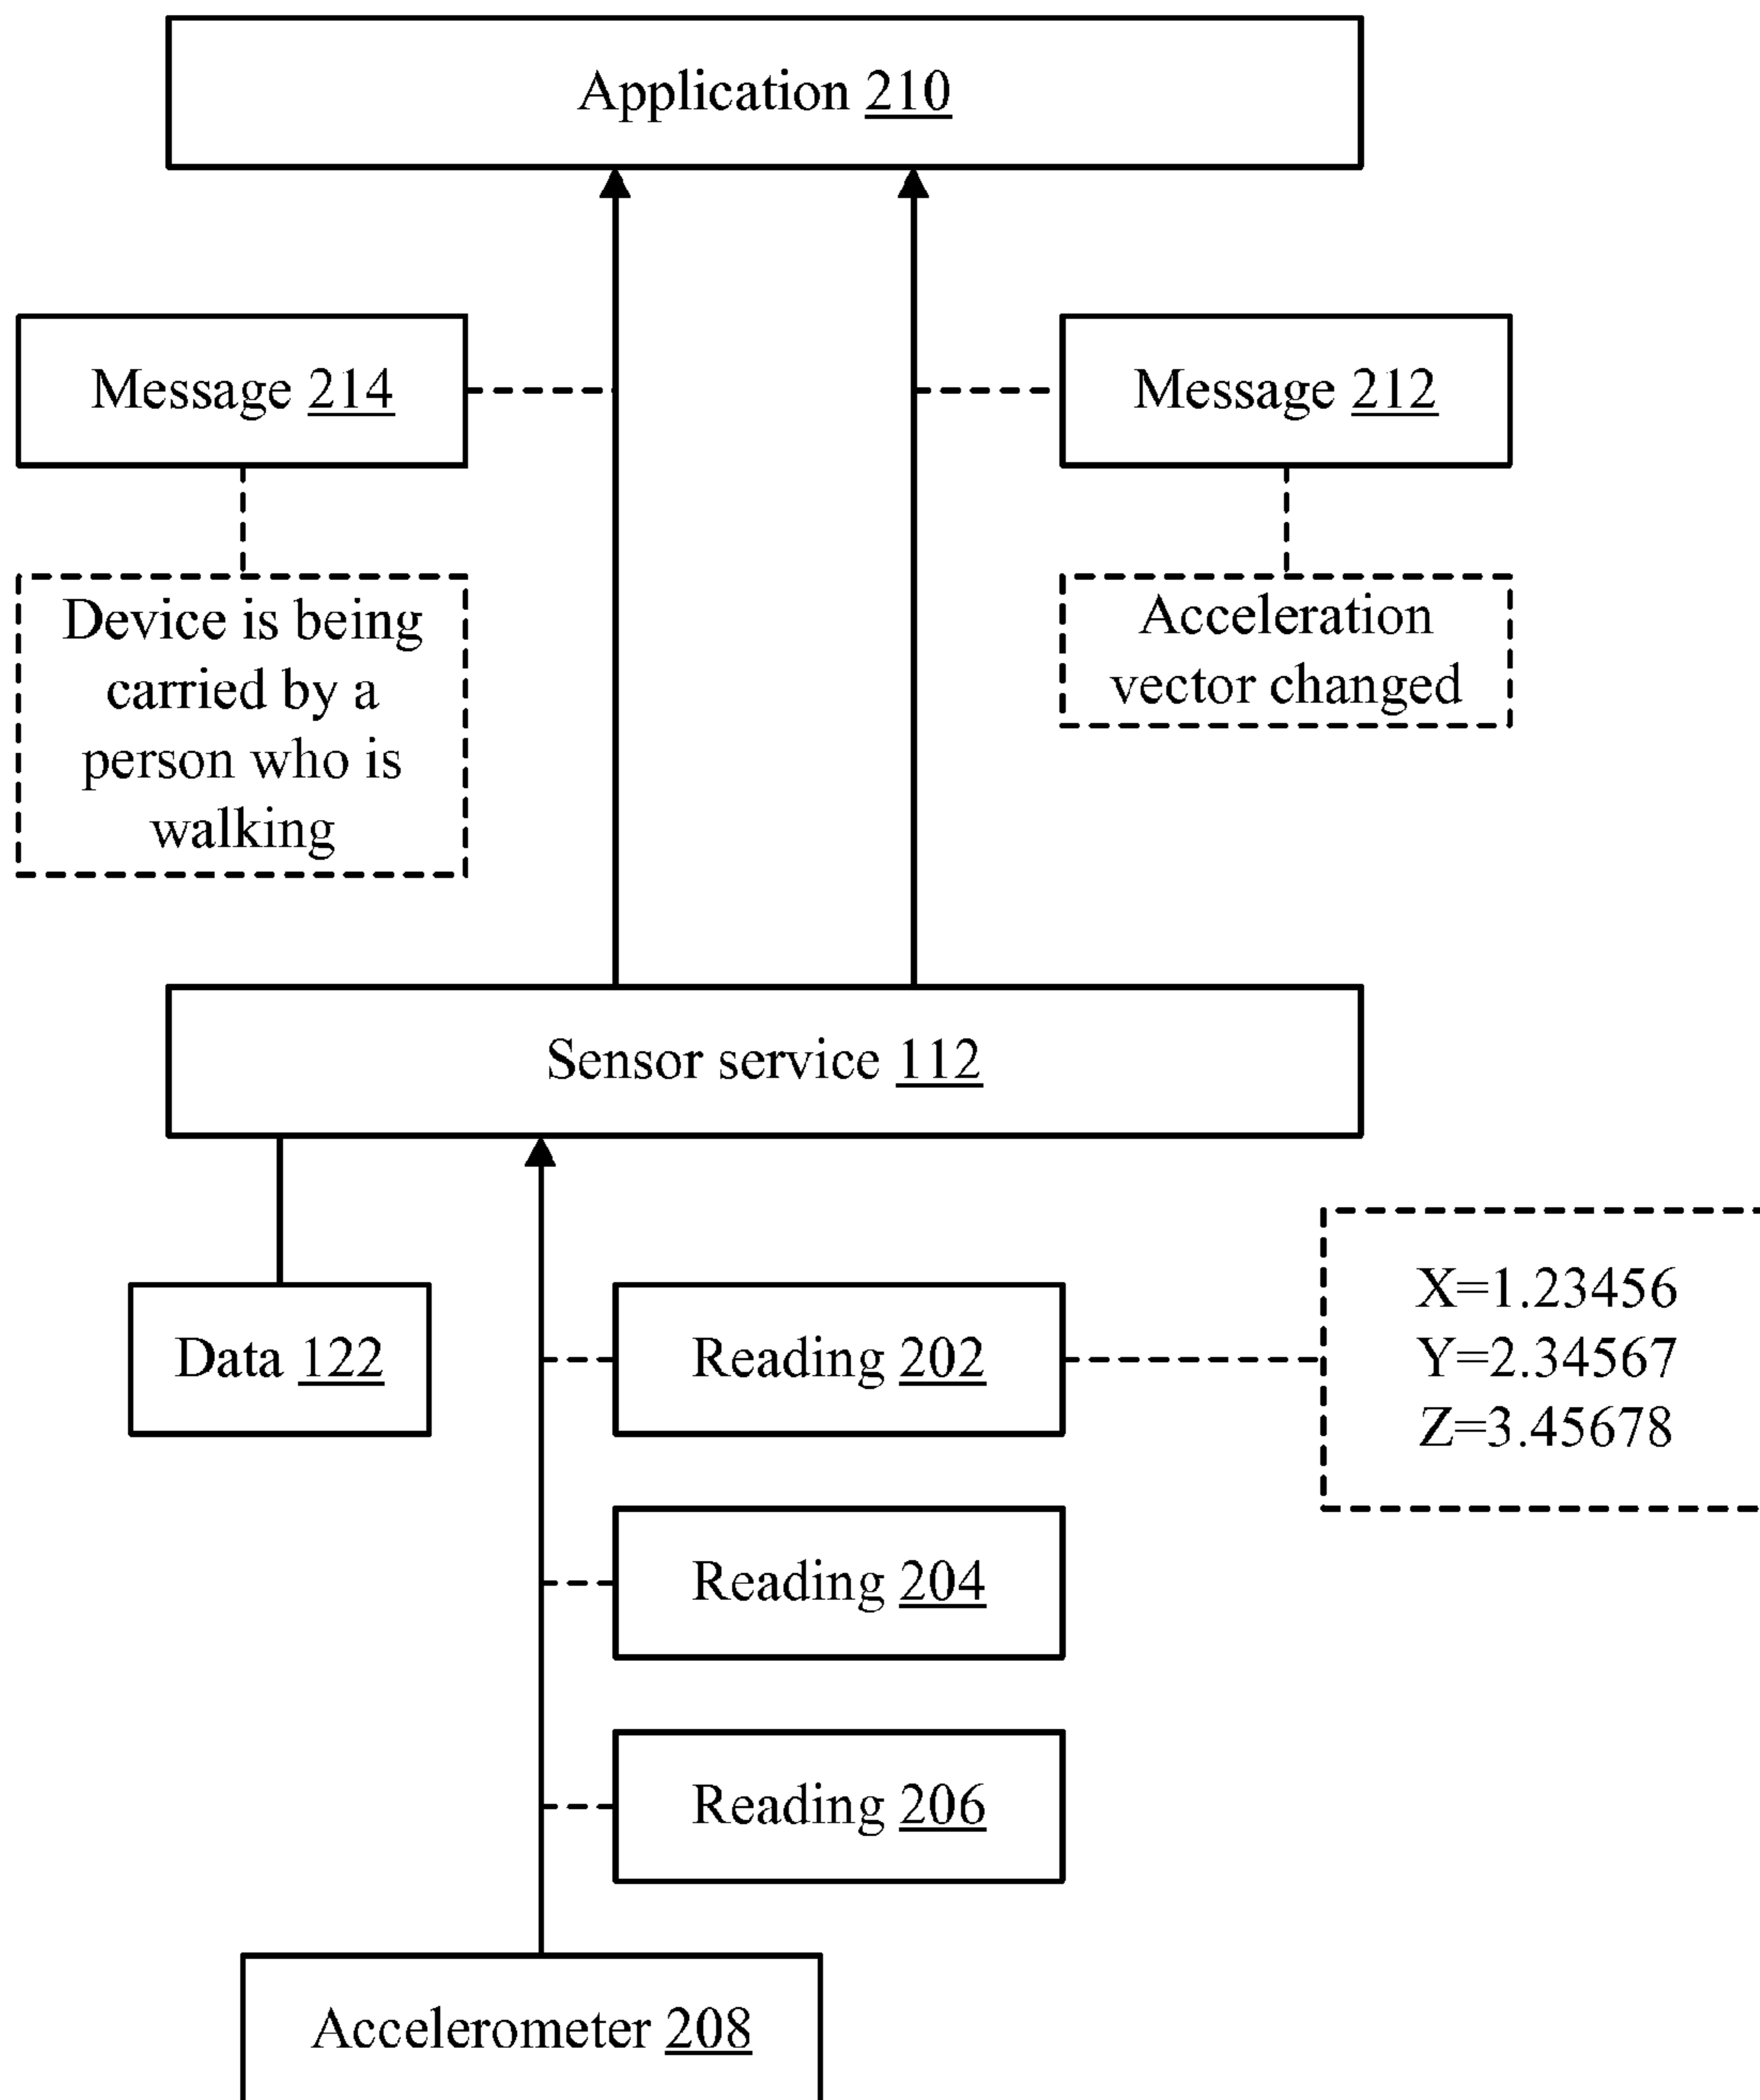 Application 210
Message 214
Message 212
Device is being
carried by a
person who is
walking
Acceleration
vector changed
Sensor service 112
Data 122
Reading 202
X=1.23456
Y=2.34567
Z=3.45678
Reading 204
Reading 206
Accelerometer 208